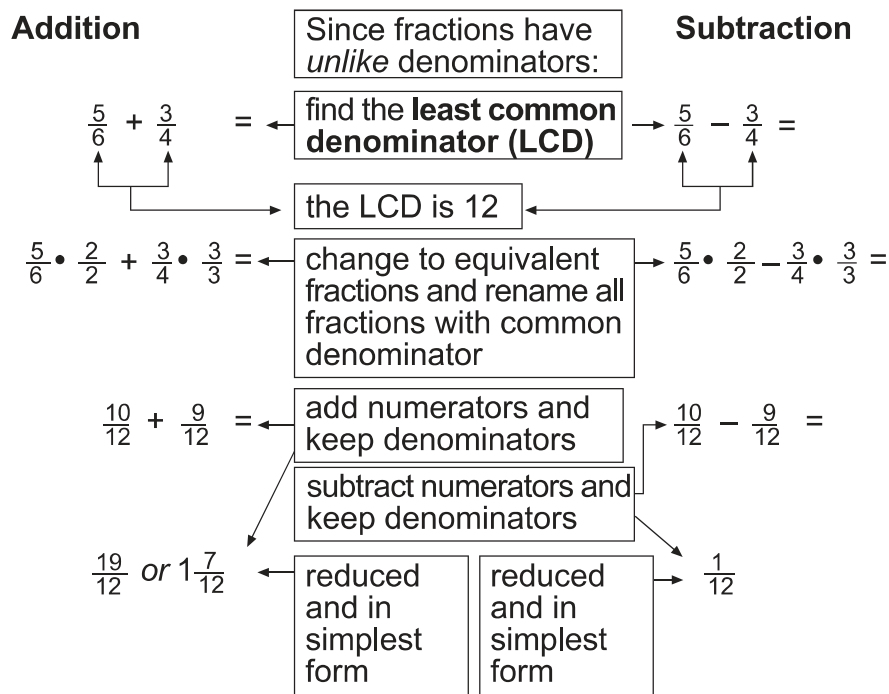 Addition
Since fractions have
unlike denominators:
Subtraction
5/6 + 3/4 =
find the least common
denominator (LCD)
5/6 − 3/4 =
the LCD is 12
5/6 • 2/2 + 3/4 • 3/3 =
change to equivalent
fractions and rename all
fractions with common
denominator
5/6 • 2/2 − 3/4 • 3/3 =
10/12 + 9/12 =
add numerators and
keep denominators
10/12 − 9/12 =
subtract numerators and
keep denominators
19/12 or 1 7/12
reduced
and in
simplest
form
reduced
and in
simplest
form
1/12